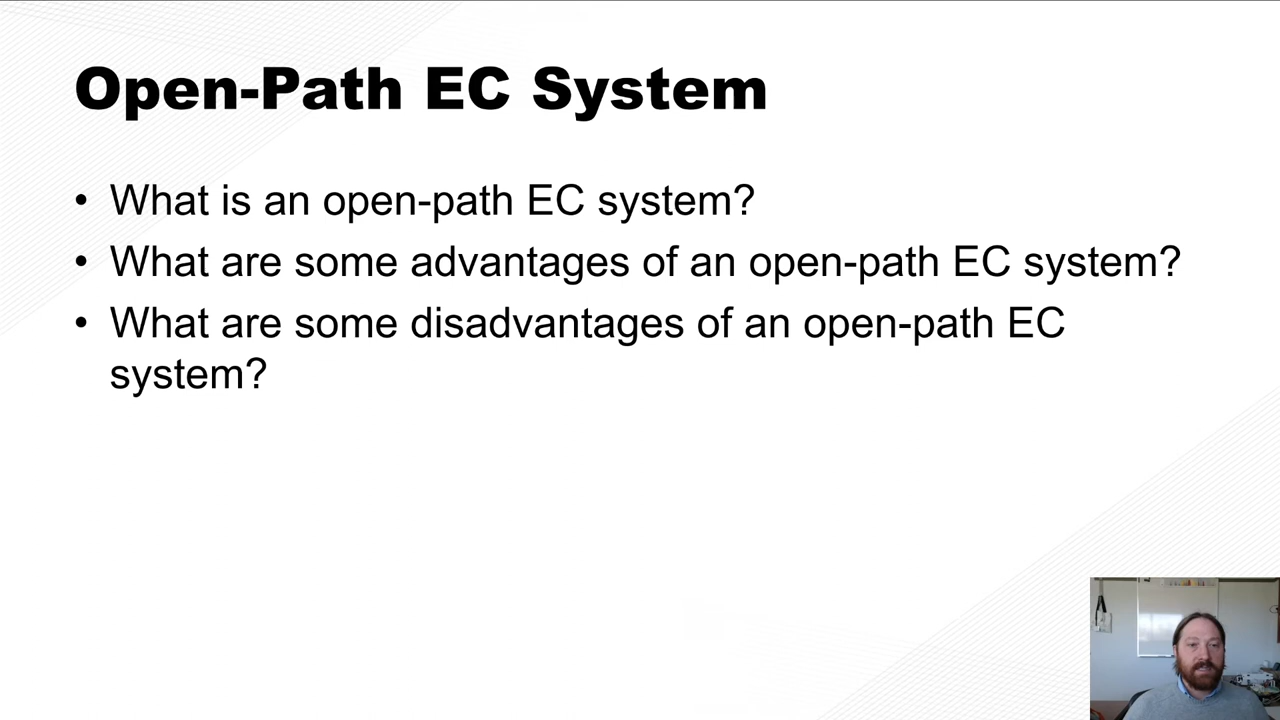 Open-Path EC System
• What is an open-path EC system?
• What are some advantages of an open-path EC system?
• What are some disadvantages of an open-path EC
system?